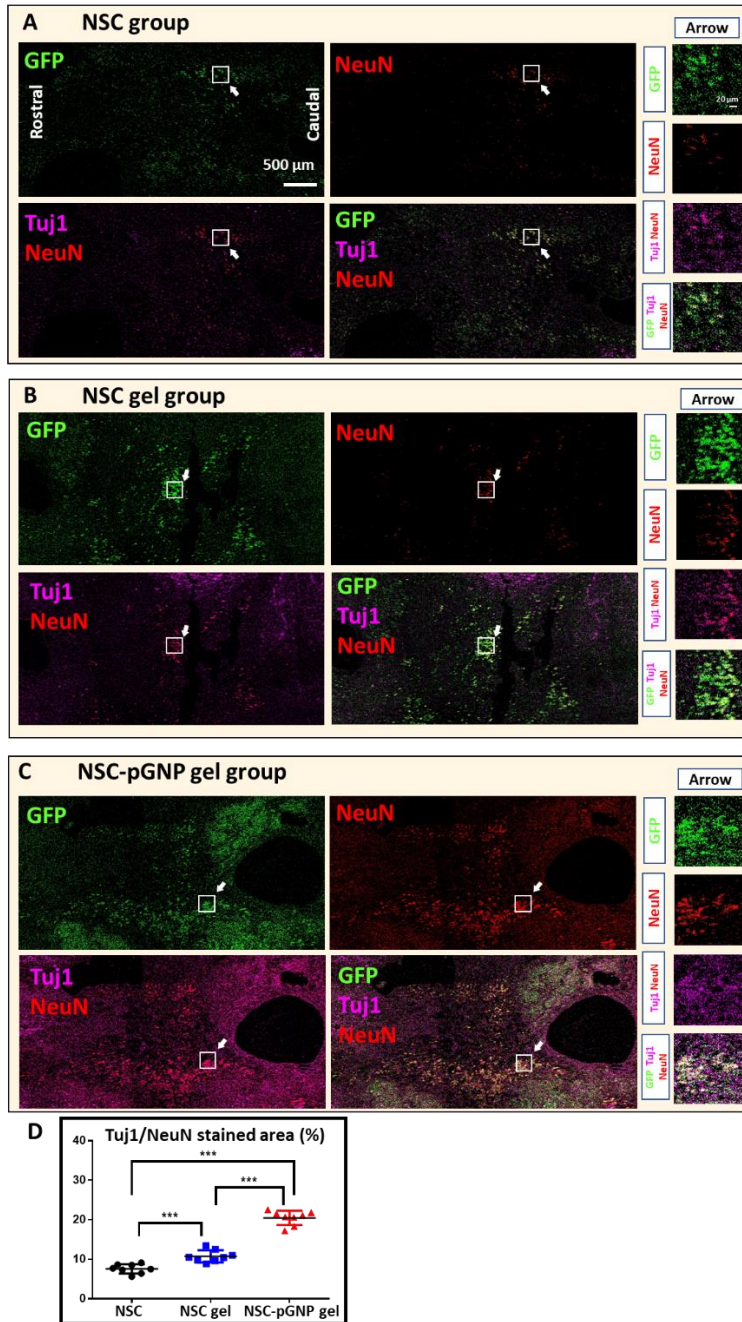 A NSC group
Arrow
GFP
Rostral
Caudal
500 µm
NeuN
Tuj1
NeuN
GFP
Tuj1
NeuN
GFP
20 µm
NeuN
Tuj1 NeuN
GFP Tuj1
NeuN
B NSC gel group
Arrow
GFP
NeuN
Tuj1
NeuN
GFP
Tuj1
NeuN
GFP
NeuN
Tuj1 NeuN
GFP Tuj1
NeuN
C NSC-pGNP gel group
Arrow
GFP
NeuN
Tuj1
NeuN
GFP
Tuj1
NeuN
GFP
NeuN
Tuj1 NeuN
GFP Tuj1
NeuN
D
Tuj1/NeuN stained area (%)
40
30
20
10
0
***
***
***
NSC NSC gel NSC-pGNP gel